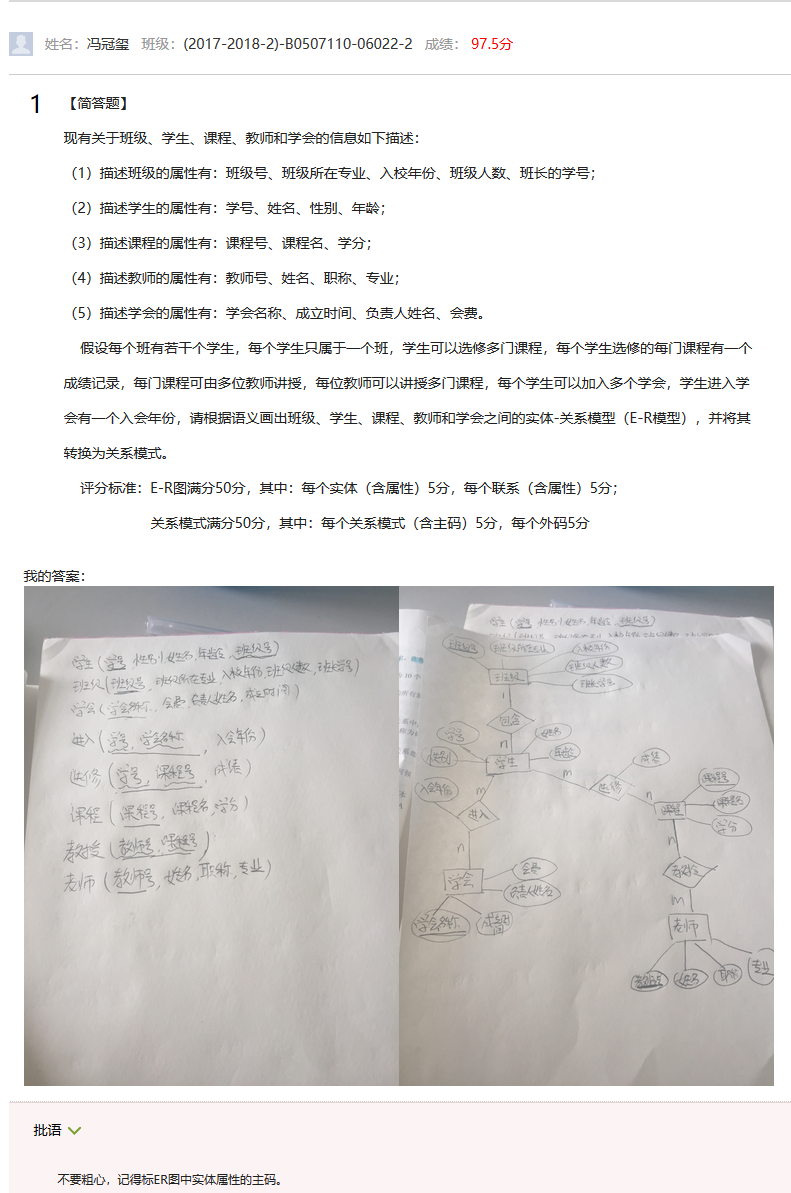 姓名：冯冠玺 班级：(2017-2018-2)-B0507110-06022-2 成绩：97.5分
1 【简答题】
现有关于班级、学生、课程、教师和学会的信息如下描述：
（1）描述班级的属性有：班级号、班级所在专业、入校年份、班级人数、班长的学号；
（2）描述学生的属性有：学号、姓名、性别、年龄；
（3）描述课程的属性有：课程号、课程名、学分；
（4）描述教师的属性有：教师号、姓名、职称、专业；
（5）描述学会的属性有：学会名称、成立时间、负责人姓名、会费。
假设每个班有若干个学生，每个学生只属于一个班，学生可以选修多门课程，每个学生选修的每门课程有一个
成绩记录，每门课程可由多位教师讲授，每位教师可以讲授多门课程，每个学生可以加入多个学会，学生进入学
会有一个入会年份，请根据语义画出班级、学生、课程、教师和学会之间的实体-关系模型（E-R模型），并将其
转换为关系模式。
评分标准：E-R图满分50分，其中：每个实体（含属性）5分，每个联系（含属性）5分；
关系模式满分50分，其中：每个关系模式（含主码）5分，每个外码5分
我的答案：
学生（学号，性别，姓名，年龄，班级号）
班级（班级号，班级所在专业，入校年份，班级人数，班长学号）
学会（学会名称，会费，负责人姓名，成立时间）
进入（学号，学会名称，入会年份）
选修（学号，课程号，成绩）
课程（课程号，课程名，学分）
教授（教师号，课程号）
老师（教师号，姓名，职称，专业）
班级号
班级所在专业
入校年份
班级人数
班长学号
班级
1
包含
n
学号
姓名
性别
学生
年龄
m
成绩
选修
n
课程号
课程
课程名
学分
入会年份
m
进入
n
学会
会费
负责人姓名
学会名称
成立时间
n
教授
m
老师
教师号
姓名
职称
专业
批语
不要粗心，记得标ER图中实体属性的主码。